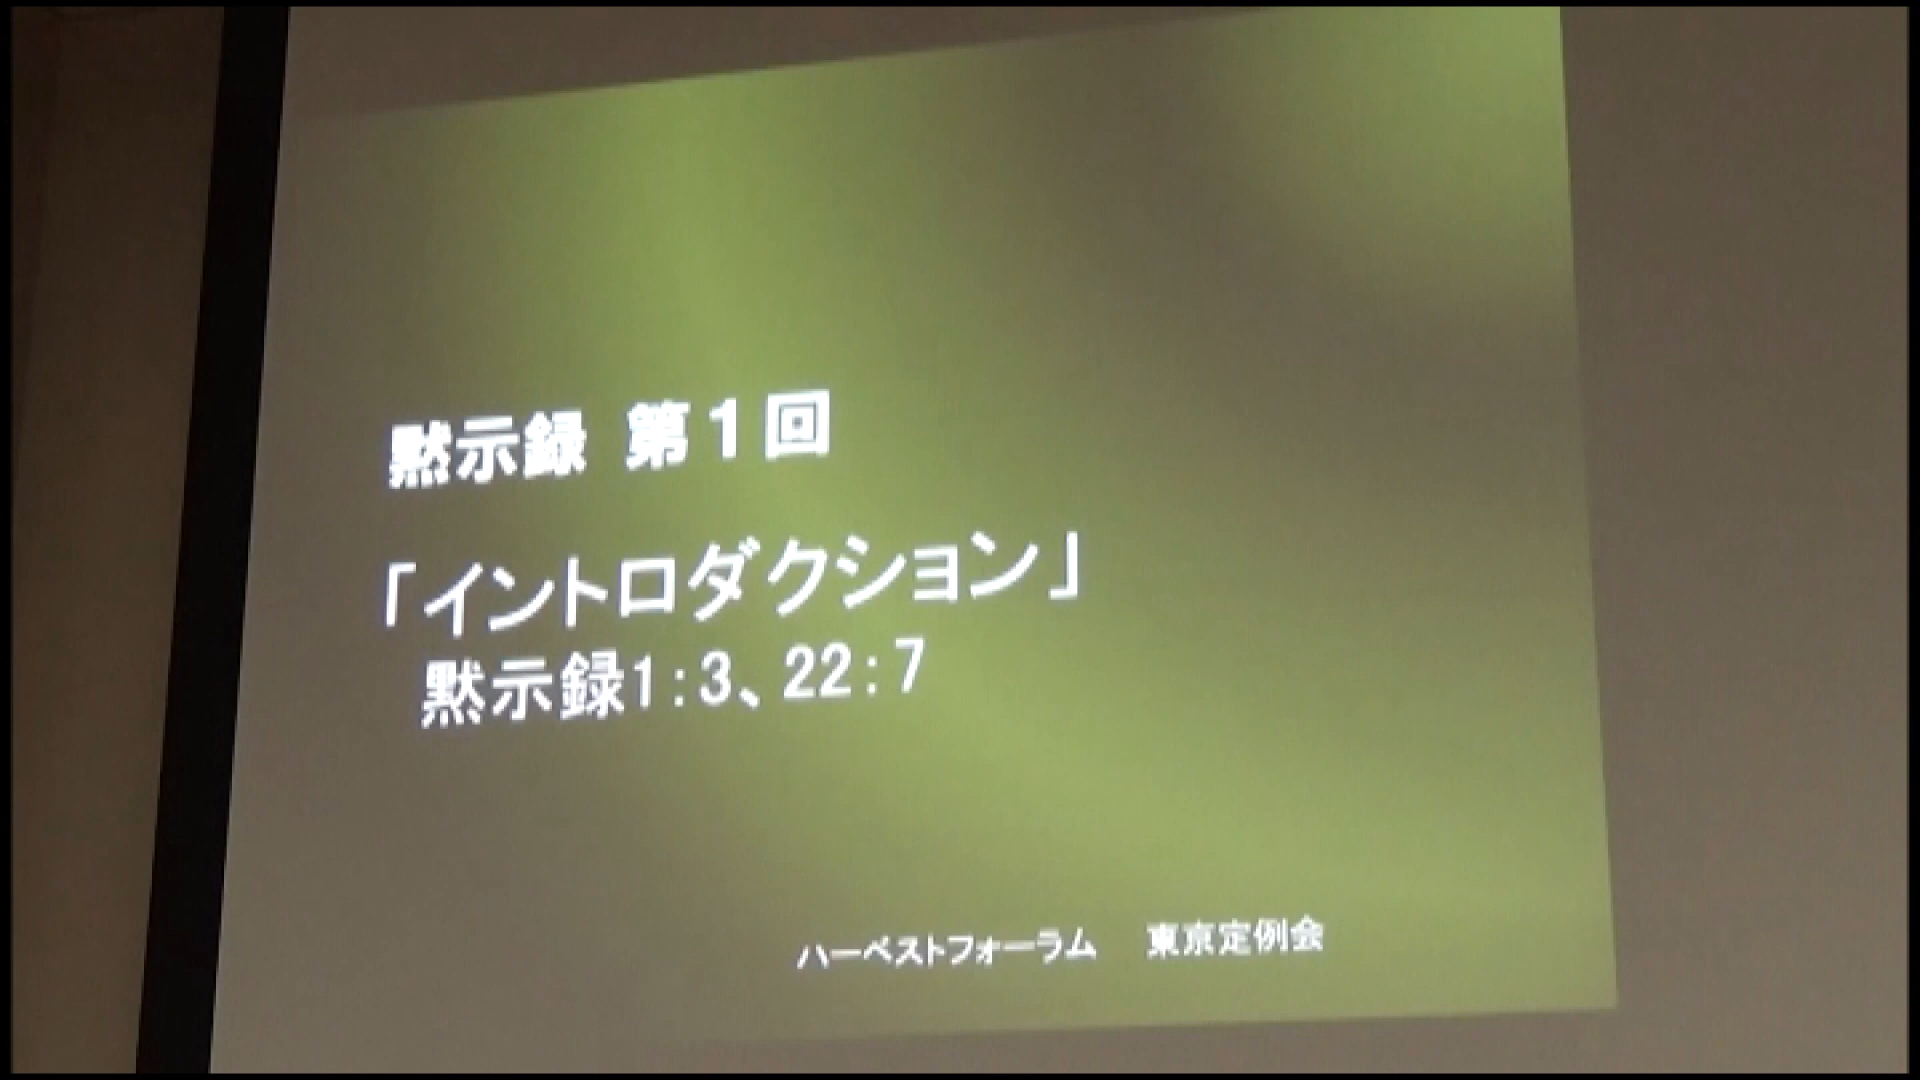 黙示録 第1回
「イントロダクション」
黙示録1:3、22:7
ハーベストフォーラム 東京定例会